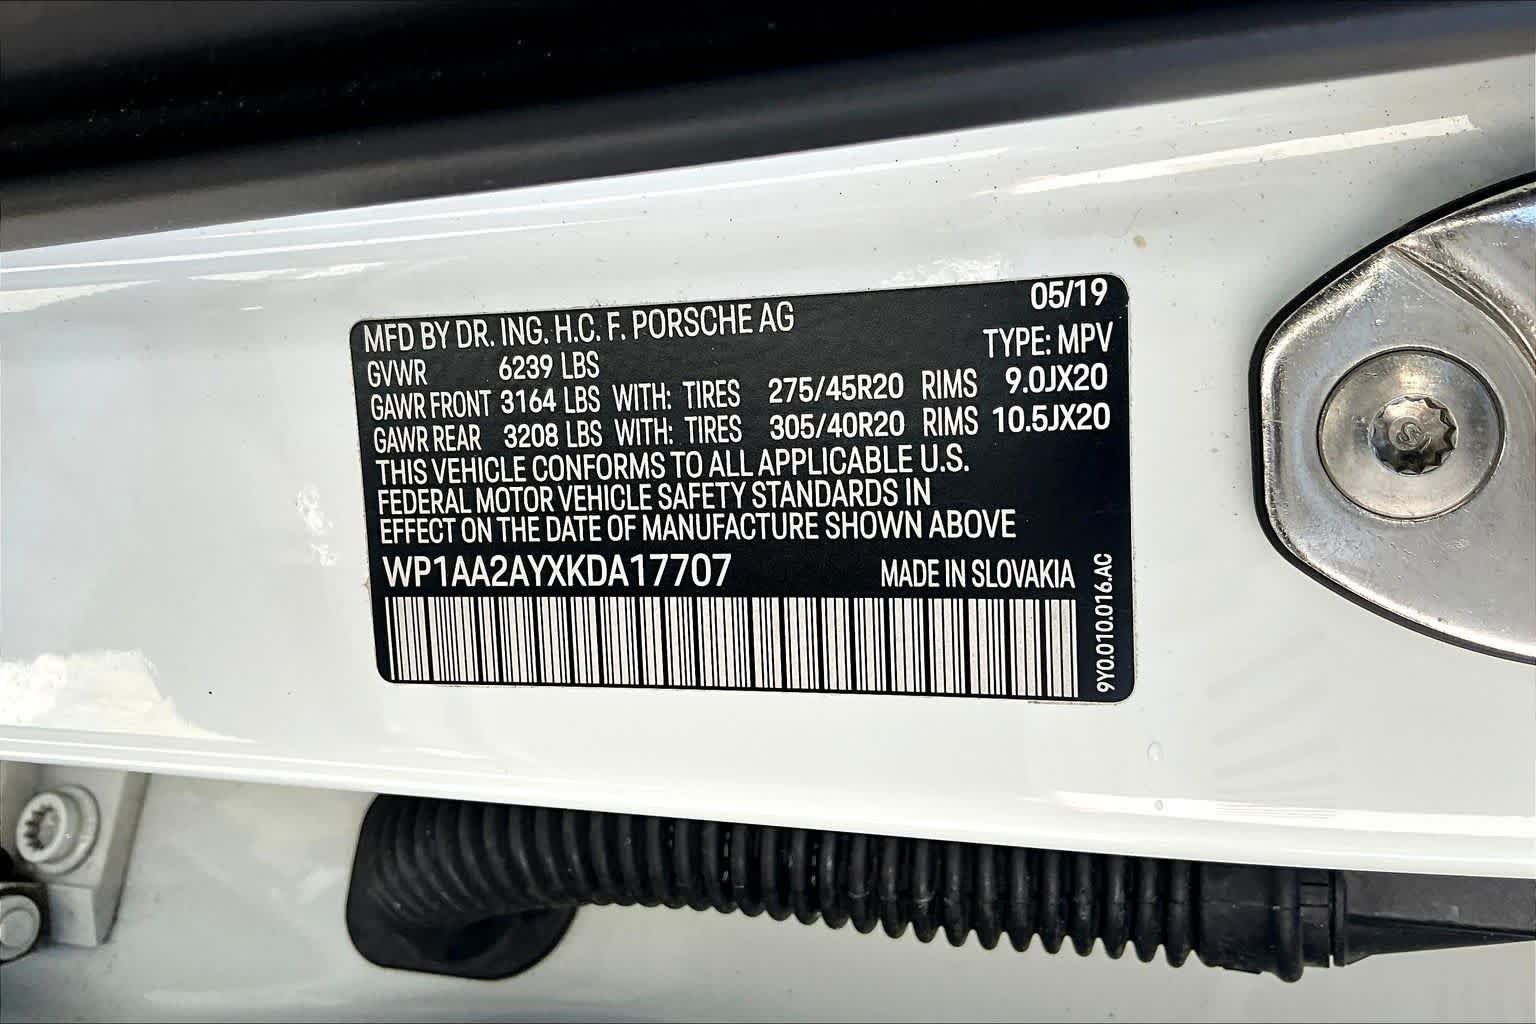 05/19
MFD BY DR. ING. H.C. F. PORSCHE AG
TYPE: MPV
GVWR 6239 LBS
GAWR FRONT 3164 LBS WITH: TIRES 275/45R20 RIMS 9.0JX20
GAWR REAR 3208 LBS WITH: TIRES 305/40R20 RIMS 10.5JX20
THIS VEHICLE CONFORMS TO ALL APPLICABLE U.S.
FEDERAL MOTOR VEHICLE SAFETY STANDARDS IN
EFFECT ON THE DATE OF MANUFACTURE SHOWN ABOVE
WP1AA2AYXKDA17707 MADE IN SLOVAKIA
9Y0.010.016.AC